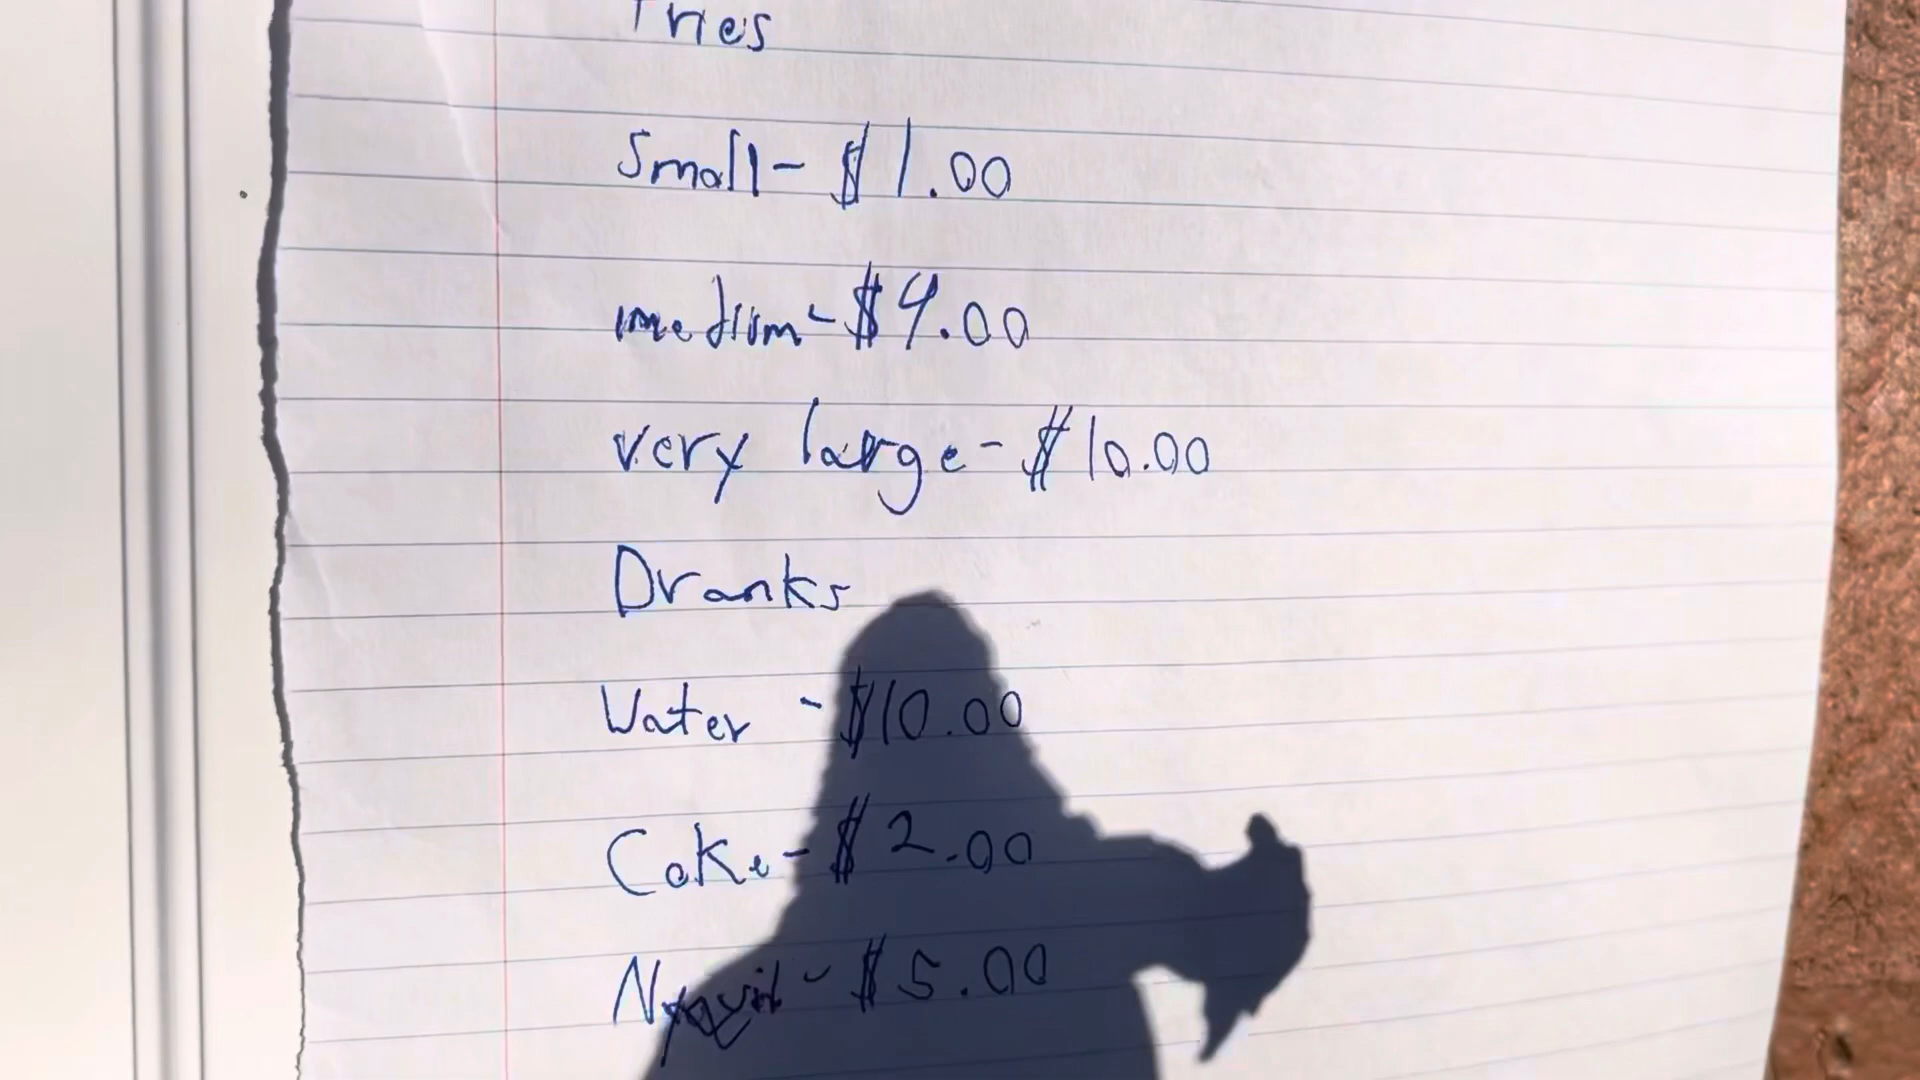 Fries
Small- $1.00
medium- $4.00
very large- $10.00
Dranks
Water - $10.00
Coke- $2.00
Nyquil- $5.00